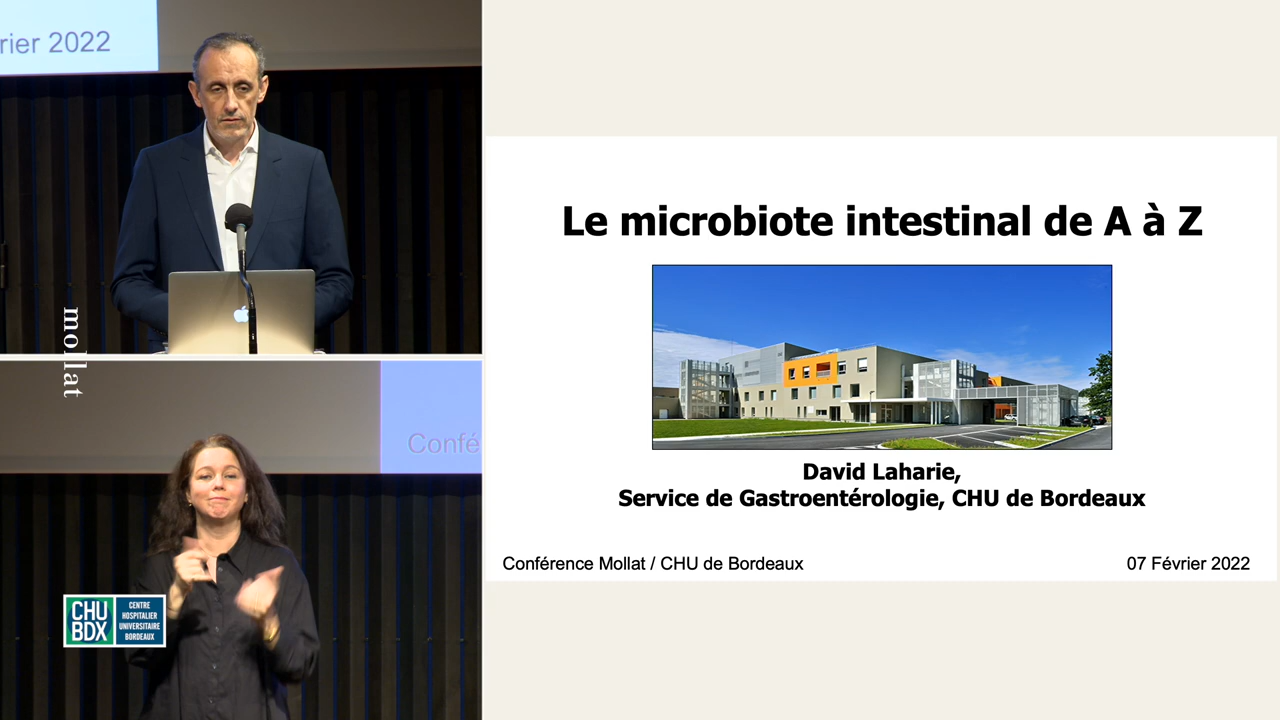 rier 2022
mollat
Confé
CHU
BDX
CENTRE
HOSPITALIER
UNIVERSITAIRE
BORDEAUX
Le microbiote intestinal de A à Z
David Laharie,
Service de Gastroentérologie, CHU de Bordeaux
Conférence Mollat / CHU de Bordeaux
07 Février 2022